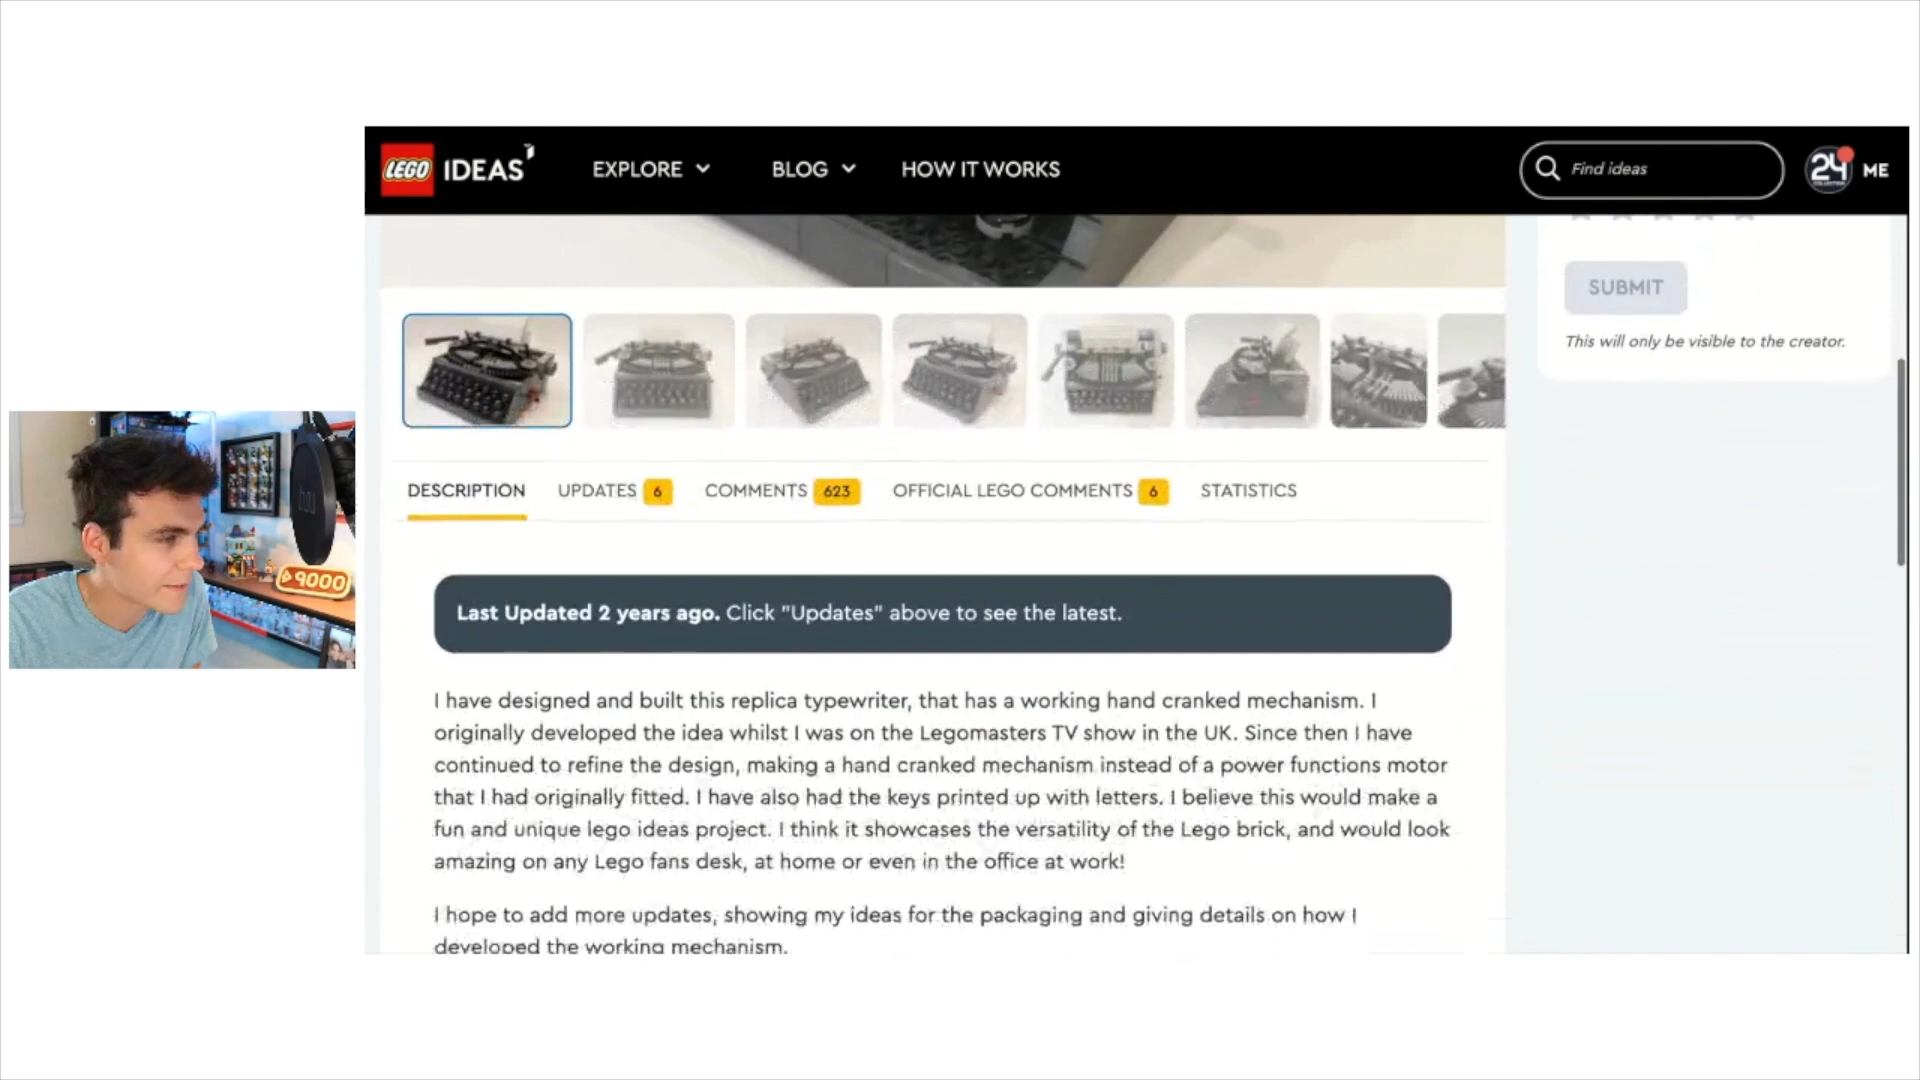 LEGO IDEAS EXPLORE BLOG HOW IT WORKS Find ideas 24 ME
SUBMIT
This will only be visible to the creator.
DESCRIPTION UPDATES 6 COMMENTS 623 OFFICIAL LEGO COMMENTS 6 STATISTICS
9000
Last Updated 2 years ago. Click "Updates" above to see the latest.
I have designed and built this replica typewriter, that has a working hand cranked mechanism. I
originally developed the idea whilst I was on the Legomasters TV show in the UK. Since then I have
continued to refine the design, making a hand cranked mechanism instead of a power functions motor
that I had originally fitted. I have also had the keys printed up with letters. I believe this would make a
fun and unique lego ideas project. I think it showcases the versatility of the Lego brick, and would look
amazing on any Lego fans desk, at home or even in the office at work!
I hope to add more updates, showing my ideas for the packaging and giving details on how I
developed the working mechanism.